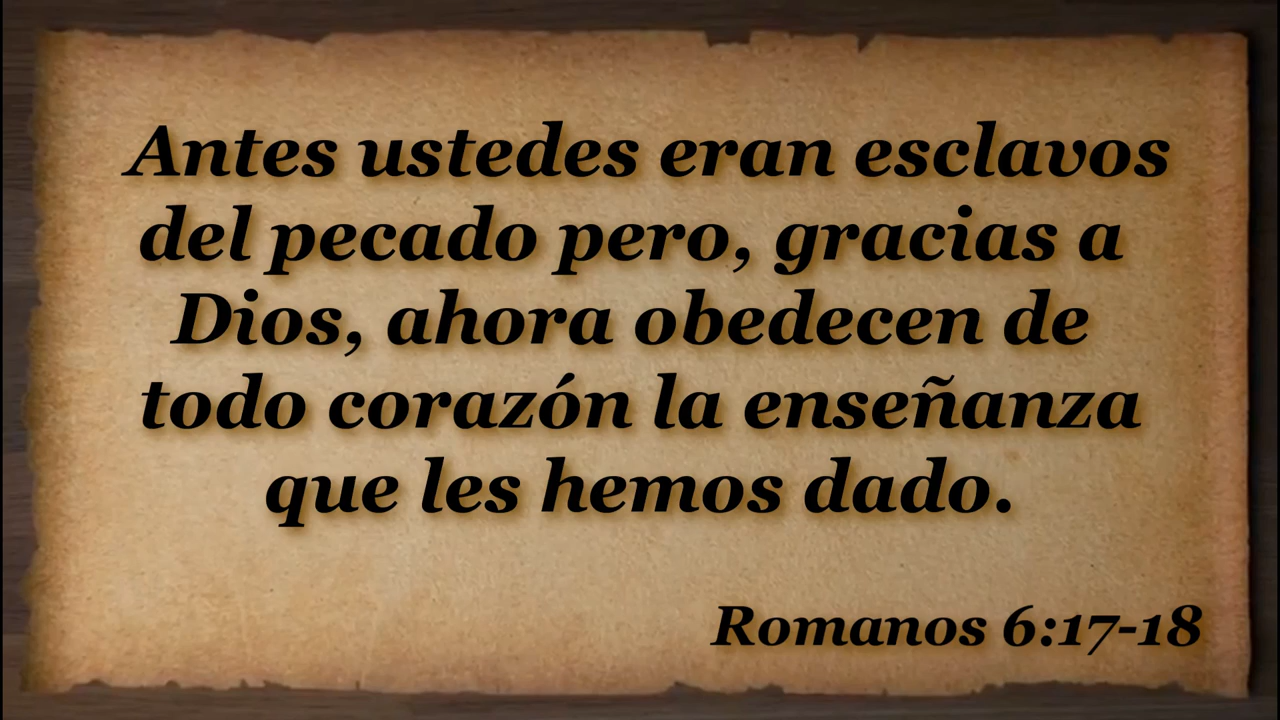 Antes ustedes eran esclavos
del pecado pero, gracias a
Dios, ahora obedecen de
todo corazón la enseñanza
que les hemos dado.
Romanos 6:17-18